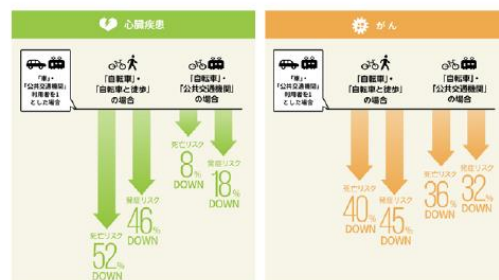 心臓疾患
「車」・
「公共交通機関」
利用者を1
とした場合
「自転車」・
「自転車と徒歩」
の場合
「自転車」・
「公共交通機関」
の場合
死亡リスク
52%
DOWN
発症リスク
46%
DOWN
死亡リスク
8%
DOWN
発症リスク
18%
DOWN
がん
「車」・
「公共交通機関」
利用者を1
とした場合
「自転車」・
「自転車と徒歩」
の場合
「自転車」・
「公共交通機関」
の場合
死亡リスク
40%
DOWN
発症リスク
45%
DOWN
死亡リスク
36%
DOWN
発症リスク
32%
DOWN